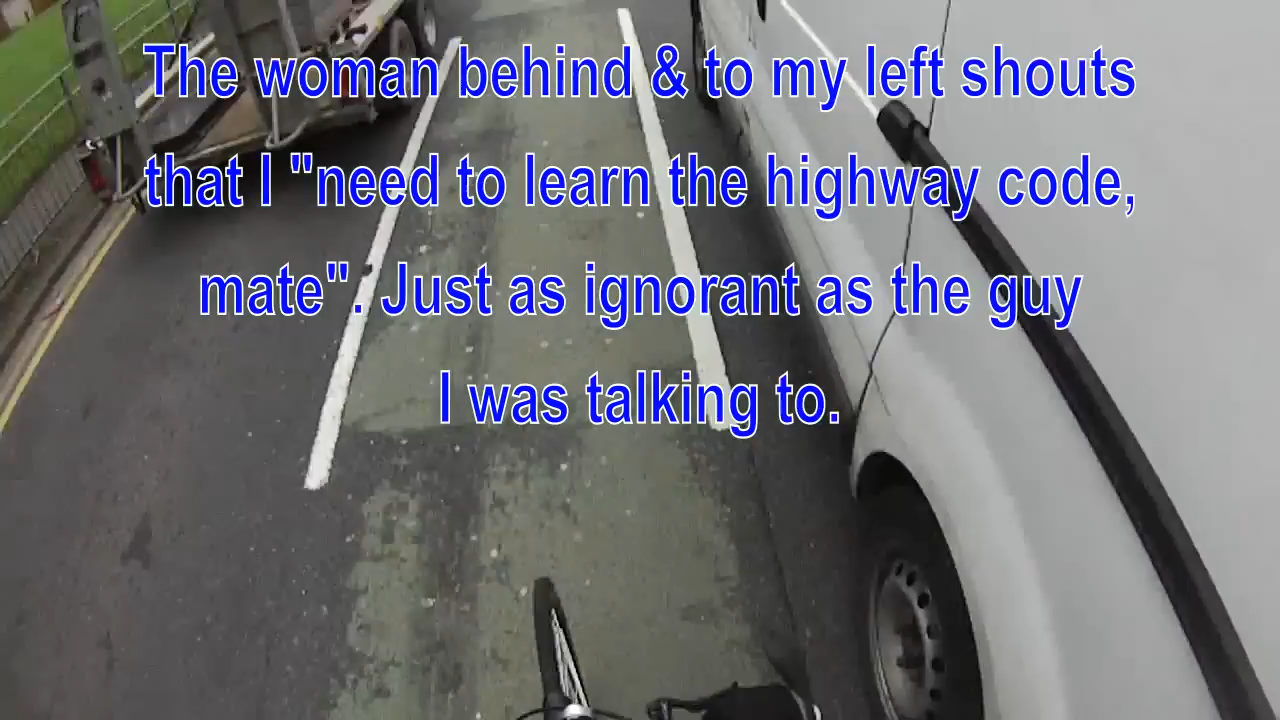 The woman behind & to my left shouts
that I "need to learn the highway code,
mate". Just as ignorant as the guy
I was talking to.